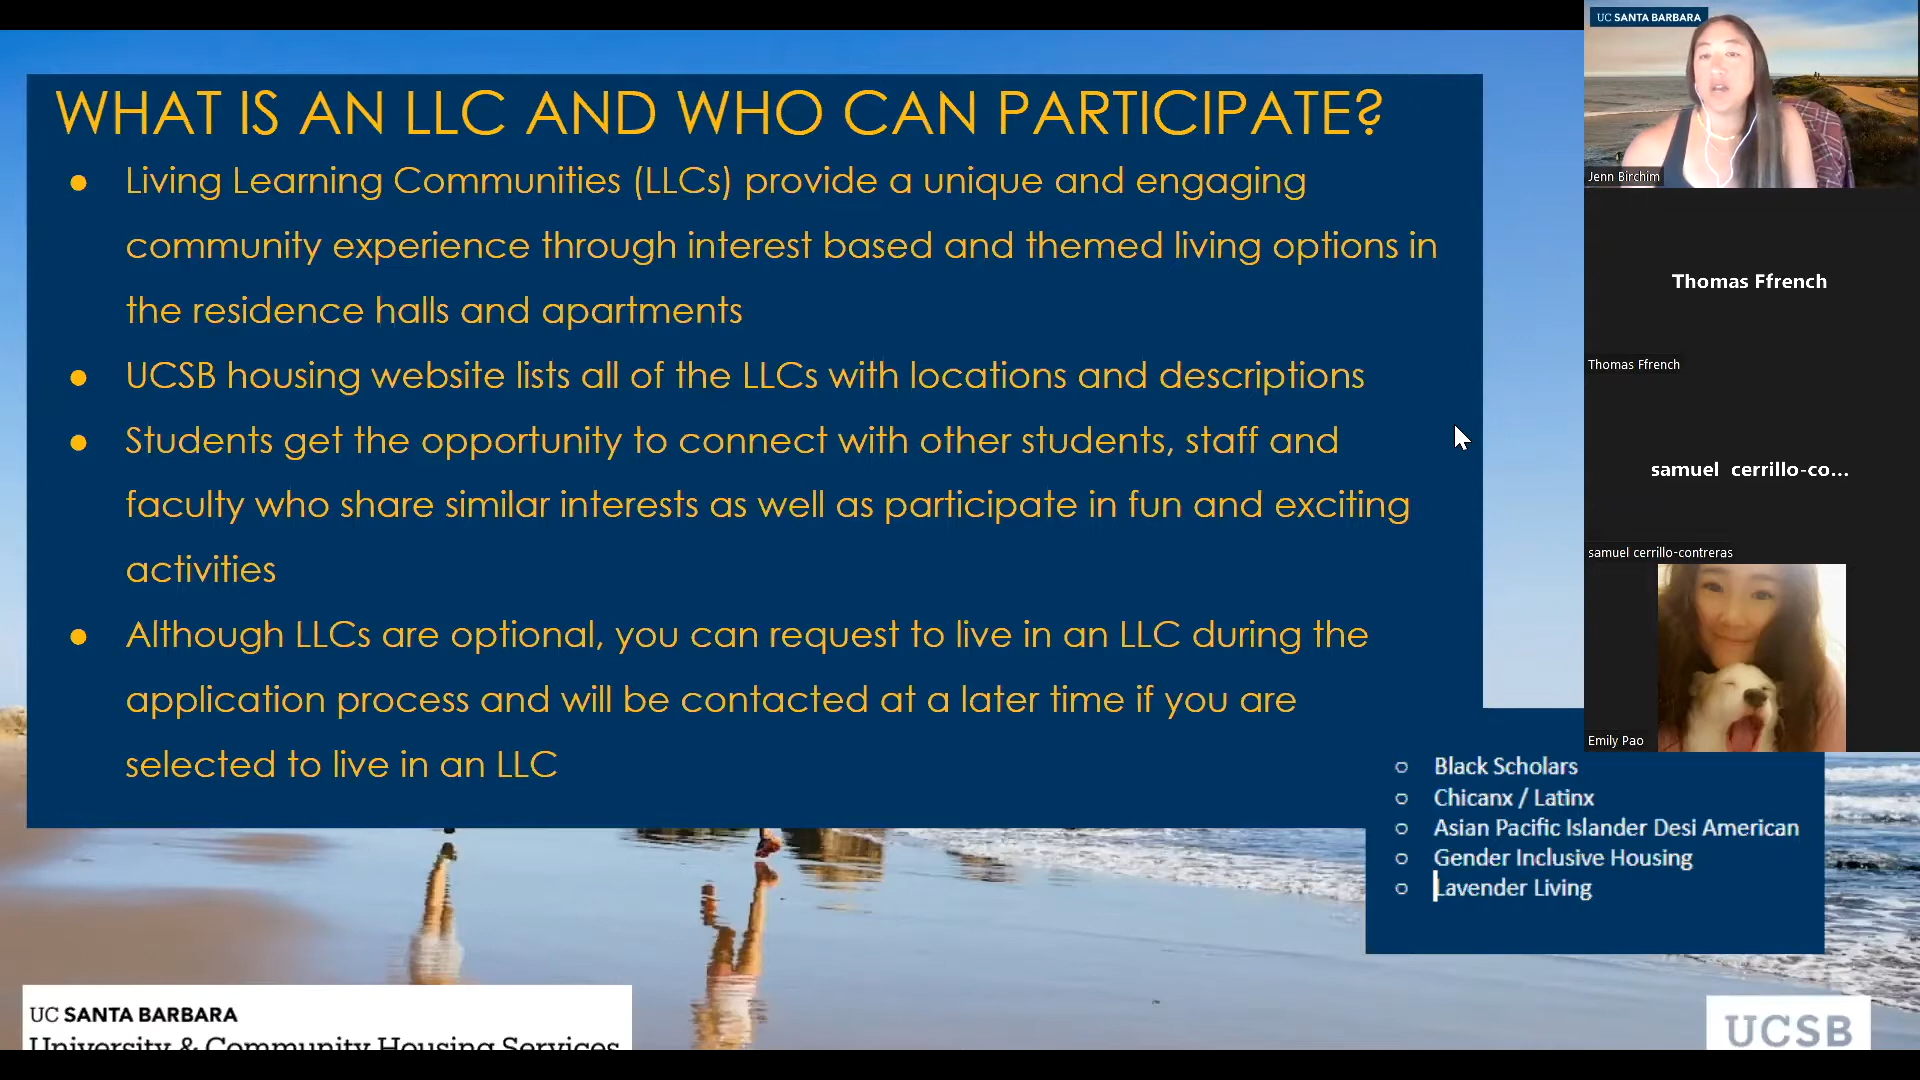 WHAT IS AN LLC AND WHO CAN PARTICIPATE?
● Living Learning Communities (LLCs) provide a unique and engaging
community experience through interest based and themed living options in
the residence halls and apartments
● UCSB housing website lists all of the LLCs with locations and descriptions
● Students get the opportunity to connect with other students, staff and
faculty who share similar interests as well as participate in fun and exciting
activities
● Although LLCs are optional, you can request to live in an LLC during the
application process and will be contacted at a later time if you are
selected to live in an LLC
○ Black Scholars
○ Chicanx / Latinx
○ Asian Pacific Islander Desi American
○ Gender Inclusive Housing
○ Lavender Living
UC SANTA BARBARA
University & Community Housing Services
UCSB
UC SANTA BARBARA
Jenn Birchim
Thomas Ffrench
Thomas Ffrench
samuel cerrillo-co...
samuel cerrillo-contreras
Emily Pao